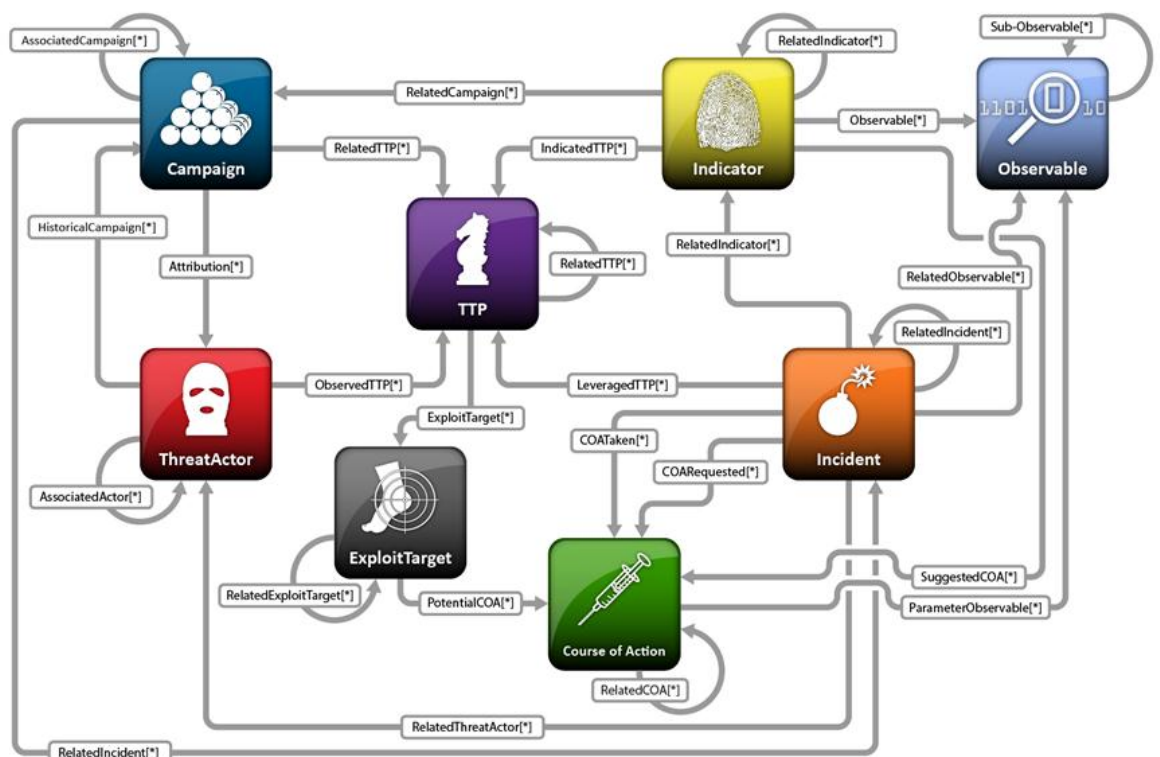 AssociatedCampaign[*]
RelatedIndicator[*]
Sub-Observable[*]
RelatedCampaign[*]
1101 0 10
Observable[*]
Campaign
RelatedTTP[*]
IndicatedTTP[*]
Indicator
Observable
HistoricalCampaign[*]
RelatedIndicator[*]
Attribution[*]
RelatedTTP[*]
RelatedObservable[*]
TTP
RelatedIncident[*]
ObservedTTP[*]
LeveragedTTP[*]
ExploitTarget[*]
COATaken[*]
ThreatActor
Incident
COARequested[*]
AssociatedActor[*]
ExploitTarget
SuggestedCOA[*]
RelatedExploitTarget[*]
PotentialCOA[*]
ParameterObservable[*]
Course of Action
RelatedCOA[*]
RelatedThreatActor[*]
RelatedIncident[*]